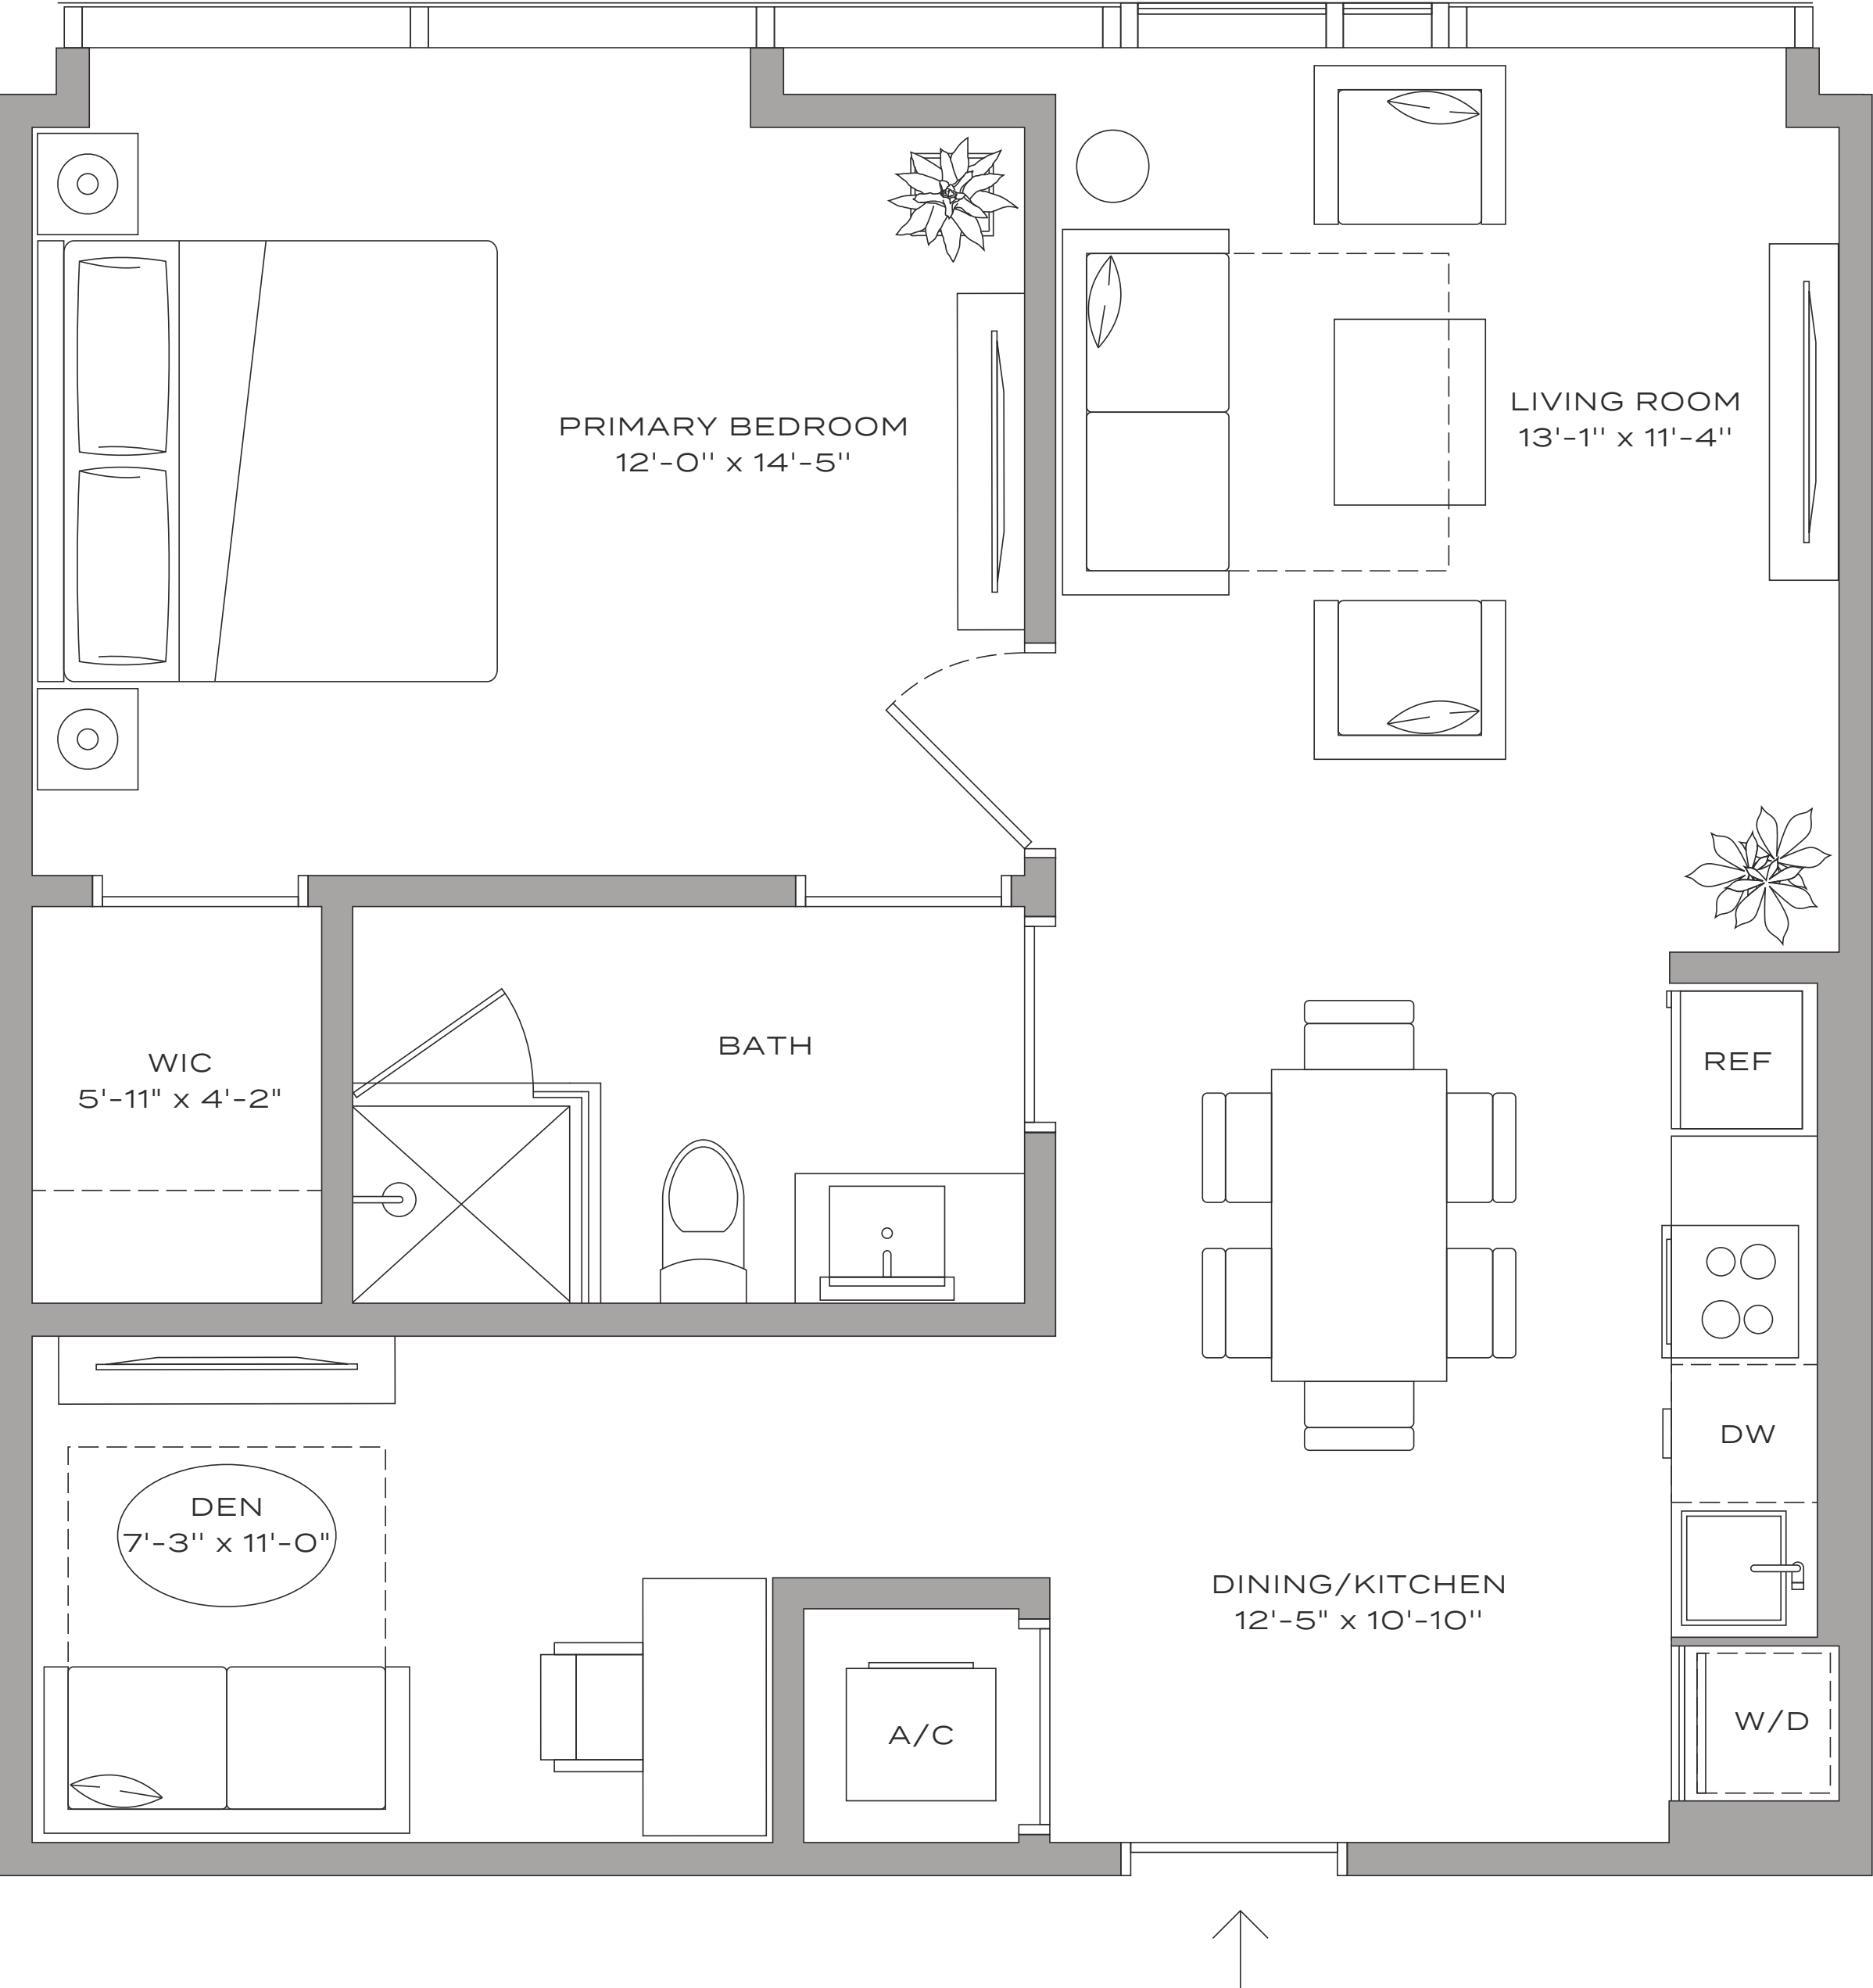 PRIMARY BEDROOM
12'-0'' x 14'-5''
LIVING ROOM
13'-1'' x 11'-4''
WIC
5'-11" x 4'-2"
BATH
REF
DW
DEN
7'-3'' x 11'-0"
DINING/KITCHEN
12'-5" x 10'-10''
A/C
W/D